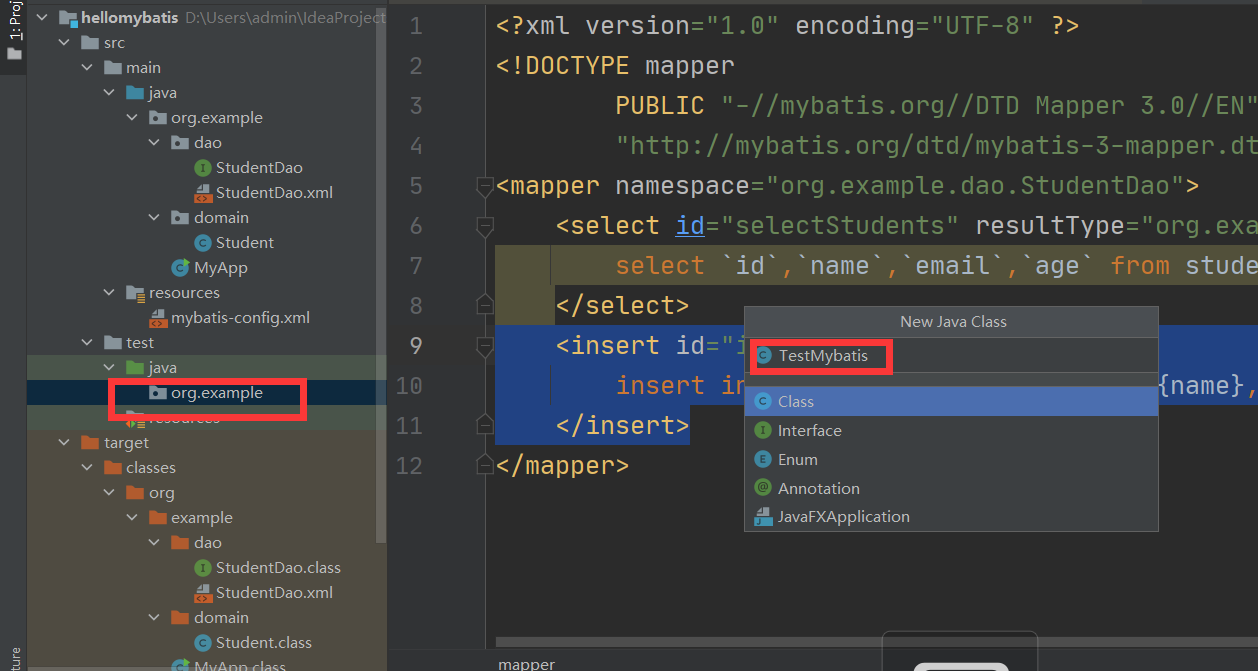 1: Proj
hellomybatis D:\Users\admin\IdeaProject
src
main
java
org.example
dao
StudentDao
StudentDao.xml
domain
Student
MyApp
resources
mybatis-config.xml
test
java
org.example
resources
target
classes
org
example
dao
StudentDao.class
StudentDao.xml
domain
Student.class
MyApp.class
ture
1 <?xml version="1.0" encoding="UTF-8" ?>
2 <!DOCTYPE mapper
3 PUBLIC "-//mybatis.org//DTD Mapper 3.0//EN"
4 "http://mybatis.org/dtd/mybatis-3-mapper.dt
5 <mapper namespace="org.example.dao.StudentDao">
6 <select id="selectStudents" resultType="org.exa
7 select `id`,`name`,`email`,`age` from stude
8 </select>
9 <insert id="i
10 insert in {name},
11 </insert>
12 </mapper>
New Java Class
TestMybatis
Class
Interface
Enum
Annotation
JavaFXApplication
mapper